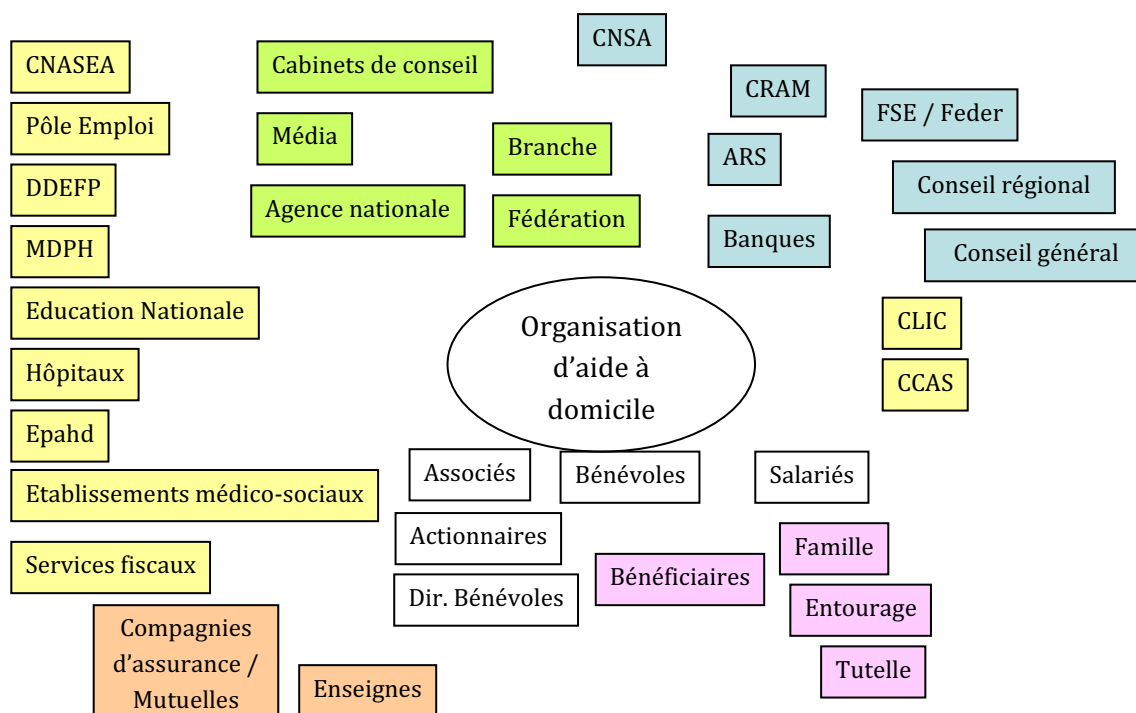 CNSA
CNASEA
Cabinets de conseil
CRAM
FSE / Feder
Pôle Emploi
Média
Branche
ARS
DDEFP
Conseil régional
Agence nationale
Fédération
Banques
MDPH
Conseil général
Education Nationale
CLIC
Organisation
d’aide à
domicile
Hôpitaux
CCAS
Epahd
Associés
Bénévoles
Salariés
Etablissements médico-sociaux
Actionnaires
Famille
Services fiscaux
Bénéficiaires
Dir. Bénévoles
Entourage
Compagnies
d’assurance /
Mutuelles
Tutelle
Enseignes